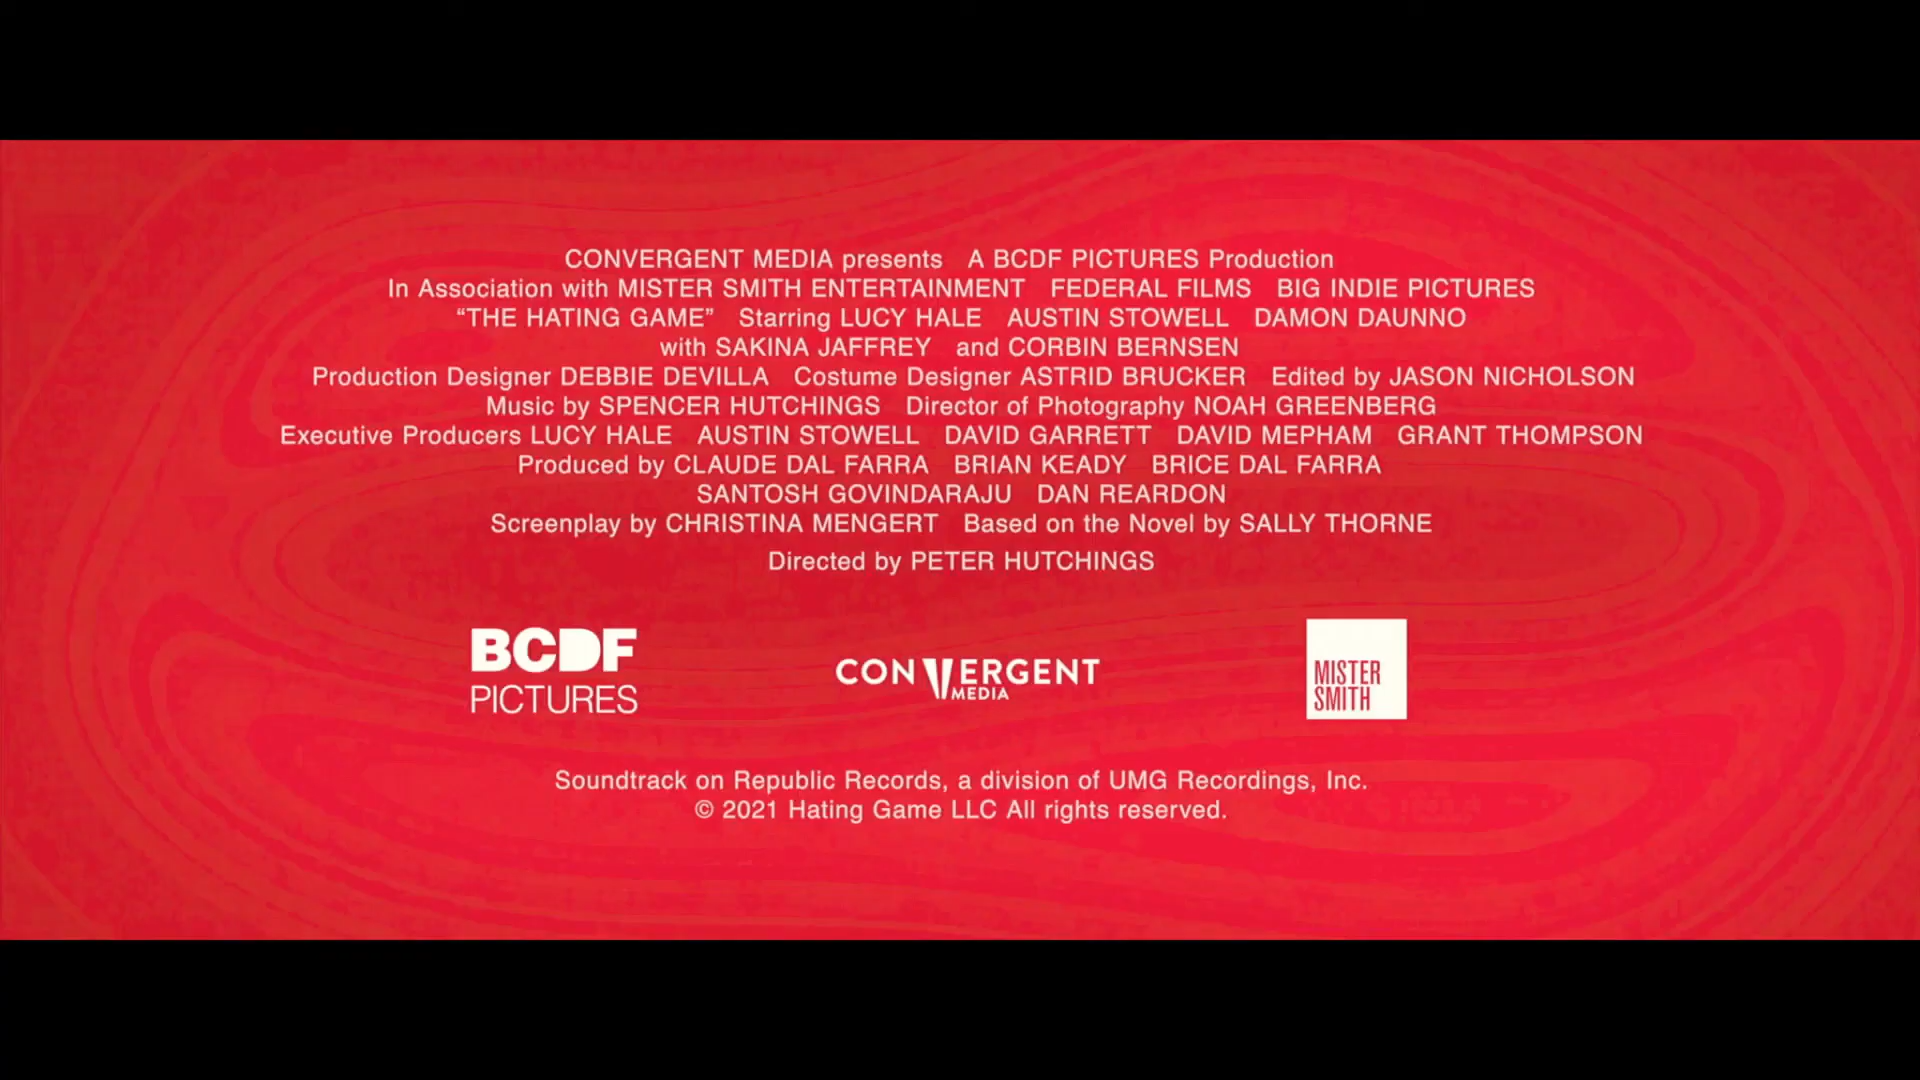 CONVERGENT MEDIA presents A BCDF PICTURES Production
In Association with MISTER SMITH ENTERTAINMENT FEDERAL FILMS BIG INDIE PICTURES
“THE HATING GAME” Starring LUCY HALE AUSTIN STOWELL DAMON DAUNNO
with SAKINA JAFFREY and CORBIN BERNSEN
Production Designer DEBBIE DEVILLA Costume Designer ASTRID BRUCKER Edited by JASON NICHOLSON
Music by SPENCER HUTCHINGS Director of Photography NOAH GREENBERG
Executive Producers LUCY HALE AUSTIN STOWELL DAVID GARRETT DAVID MEPHAM GRANT THOMPSON
Produced by CLAUDE DAL FARRA BRIAN KEADY BRICE DAL FARRA
SANTOSH GOVINDARAJU DAN REARDON
Screenplay by CHRISTINA MENGERT Based on the Novel by SALLY THORNE
Directed by PETER HUTCHINGS
BCDF
PICTURES
CONVERGENT
MEDIA
MISTER
SMITH
Soundtrack on Republic Records, a division of UMG Recordings, Inc.
© 2021 Hating Game LLC All rights reserved.